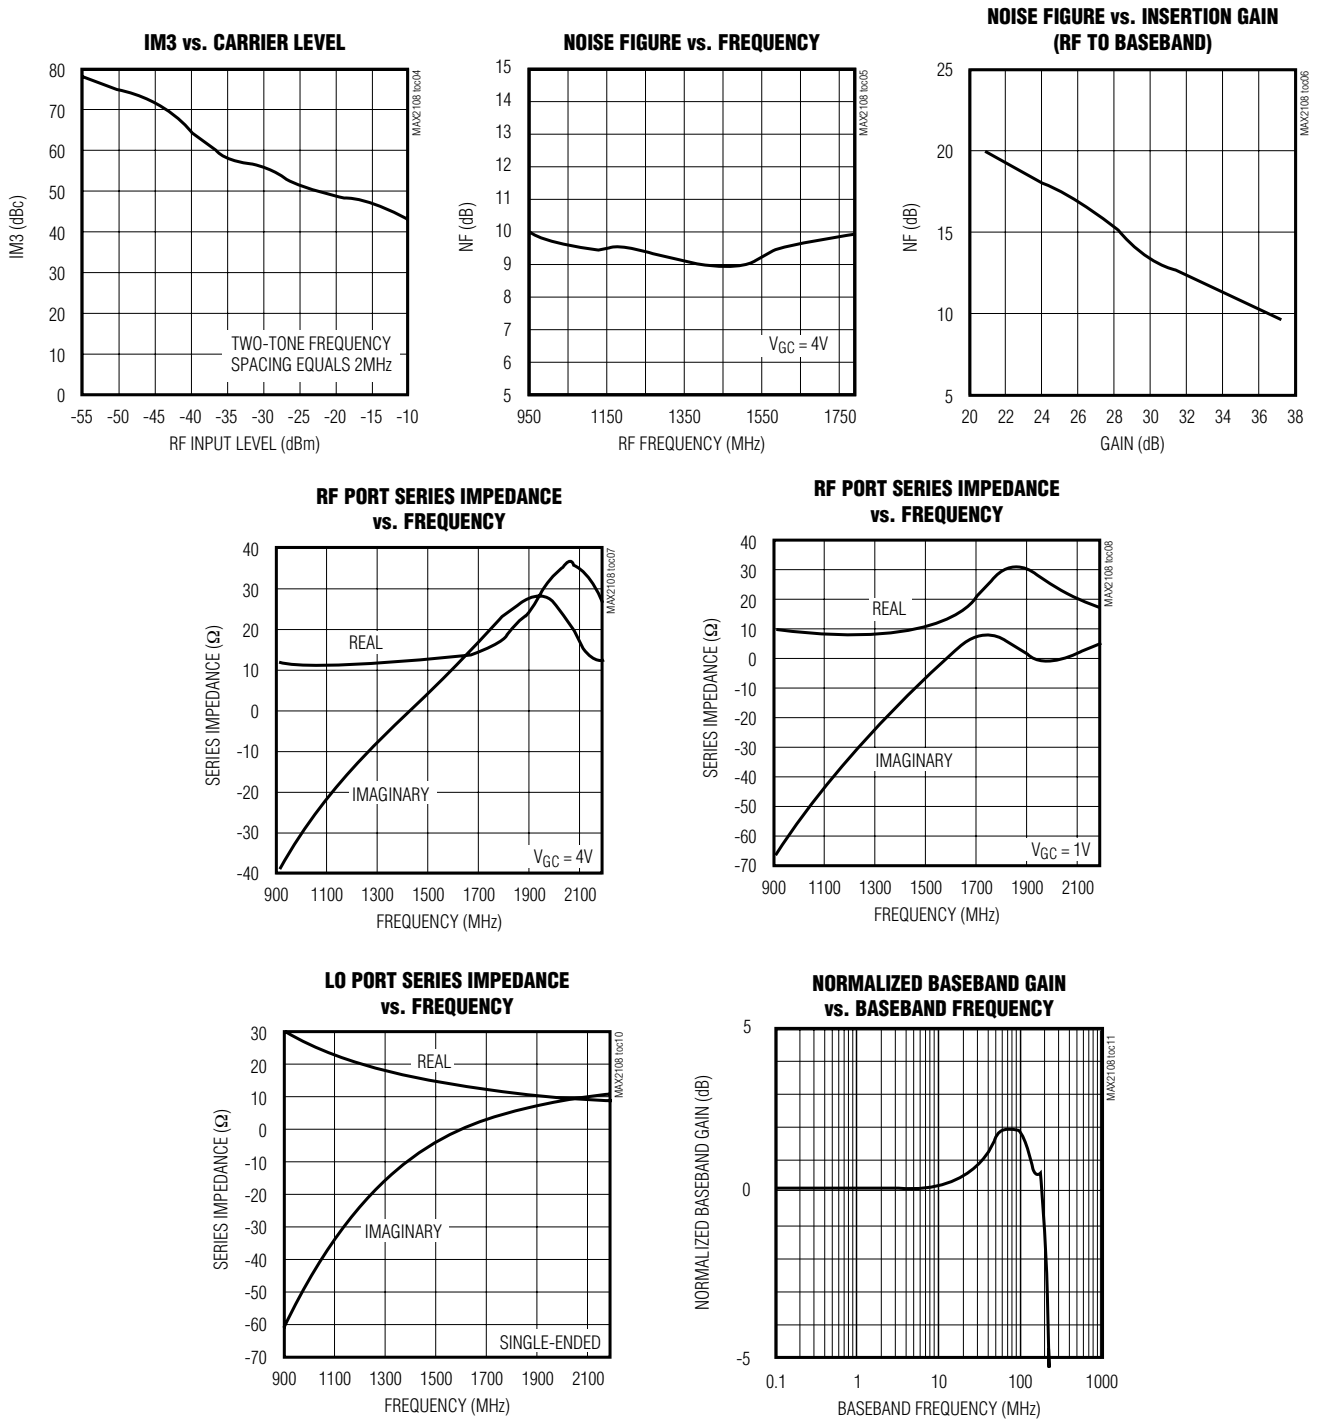 IM3 vs. CARRIER LEVEL
80
70
60
50
40
30
20
10
0
IM3 (dBc)
TWO-TONE FREQUENCY
SPACING EQUALS 2MHz
-55 -50 -45 -40 -35 -30 -25 -20 -15 -10
RF INPUT LEVEL (dBm)
MAX2108 toc04
NOISE FIGURE vs. FREQUENCY
15
14
13
12
11
10
9
8
7
6
5
NF (dB)
VGC = 4V
950 1150 1350 1550 1750
RF FREQUENCY (MHz)
MAX2108 toc05
NOISE FIGURE vs. INSERTION GAIN
(RF TO BASEBAND)
25
20
15
10
5
NF (dB)
20 22 24 26 28 30 32 34 36 38
GAIN (dB)
MAX2108 toc06
RF PORT SERIES IMPEDANCE
vs. FREQUENCY
40
30
20
10
0
-10
-20
-30
-40
SERIES IMPEDANCE (Ω)
REAL
IMAGINARY
VGC = 4V
900 1100 1300 1500 1700 1900 2100
FREQUENCY (MHz)
MAX2108 toc07
RF PORT SERIES IMPEDANCE
vs. FREQUENCY
40
30
20
10
0
-10
-20
-30
-40
-50
-60
-70
SERIES IMPEDANCE (Ω)
REAL
IMAGINARY
VGC = 1V
900 1100 1300 1500 1700 1900 2100
FREQUENCY (MHz)
MAX2108 toc08
LO PORT SERIES IMPEDANCE
vs. FREQUENCY
30
20
10
0
-10
-20
-30
-40
-50
-60
-70
SERIES IMPEDANCE (Ω)
REAL
IMAGINARY
SINGLE-ENDED
900 1100 1300 1500 1700 1900 2100
FREQUENCY (MHz)
MAX2108 toc10
NORMALIZED BASEBAND GAIN
vs. BASEBAND FREQUENCY
5
0
-5
NORMALIZED BASEBAND GAIN (dB)
0.1 1 10 100 1000
BASEBAND FREQUENCY (MHz)
MAX2108 toc11